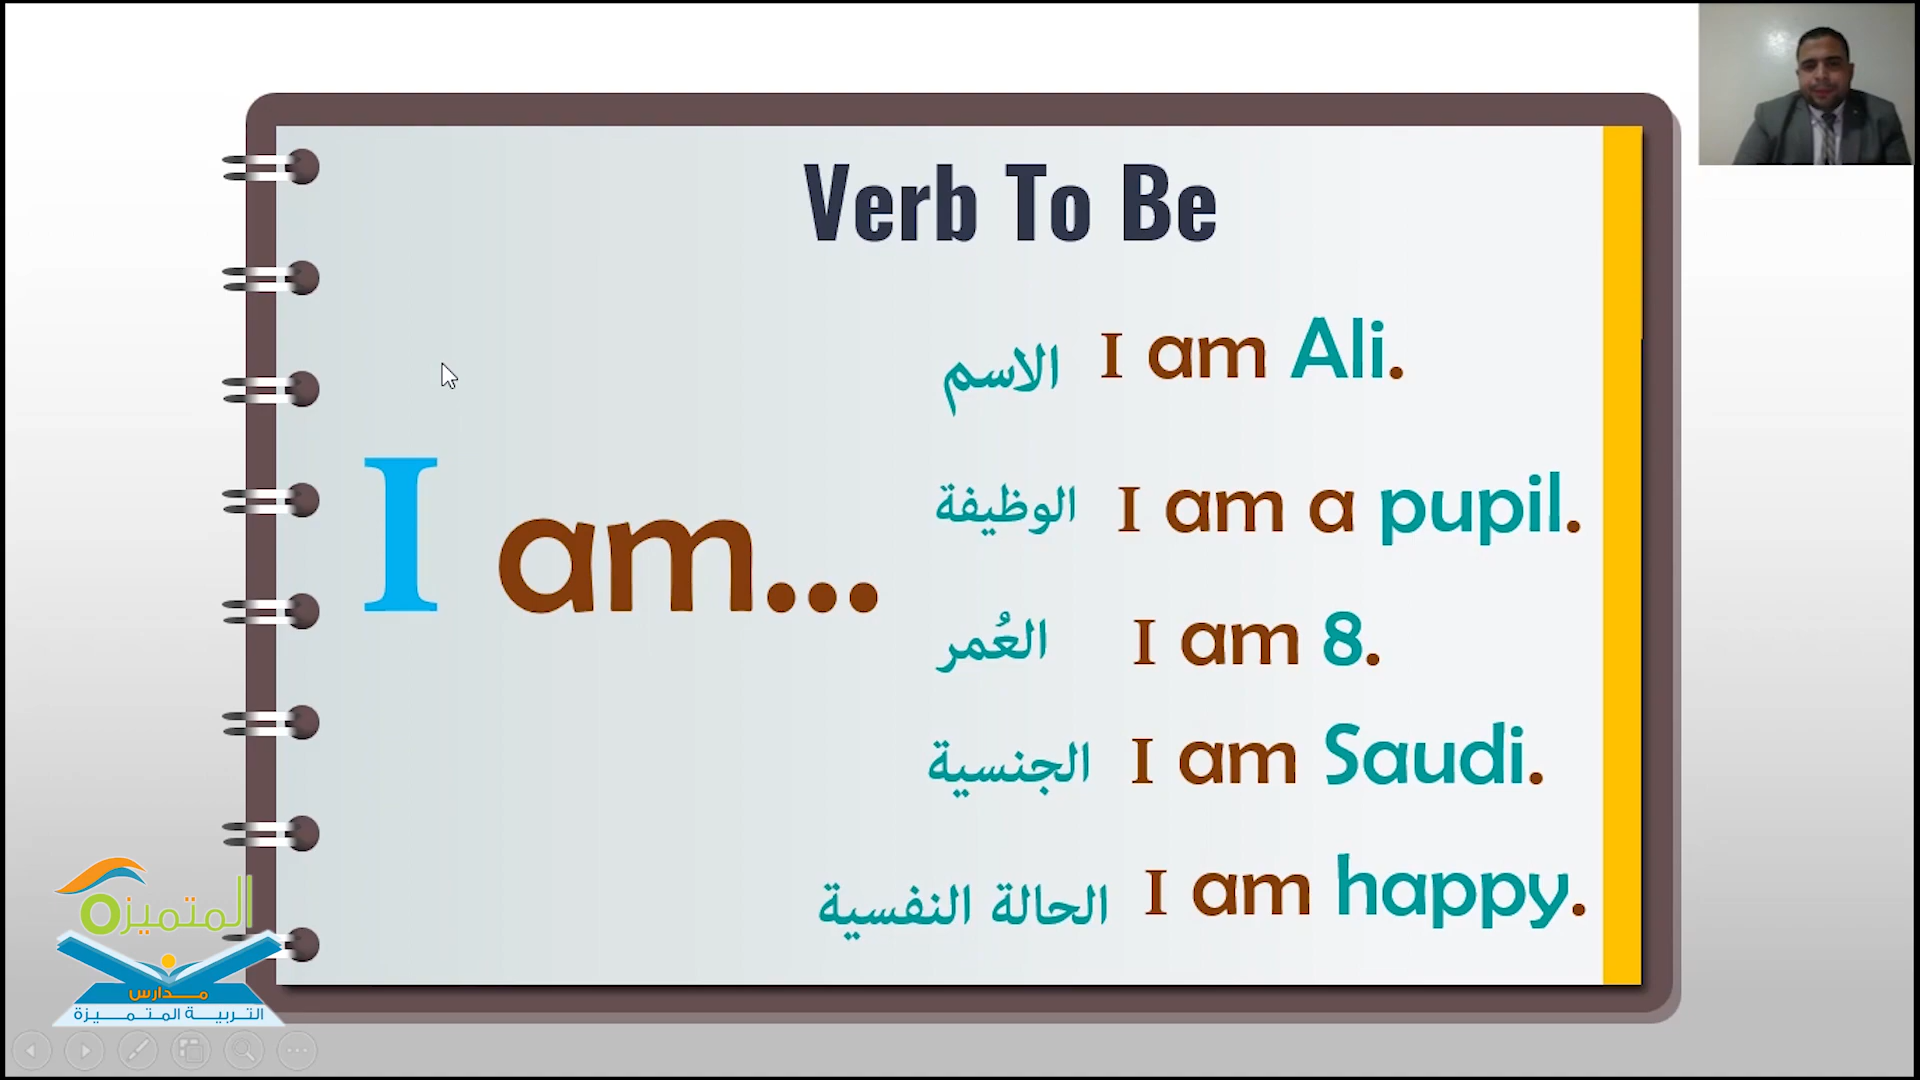 Verb To Be
I am...
الاسم I am Ali.
الوظيفة I am a pupil.
العُمر I am 8.
الجنسية I am Saudi.
الحالة النفسية I am happy.
المتميزة
مدارس
التربية المتميزة